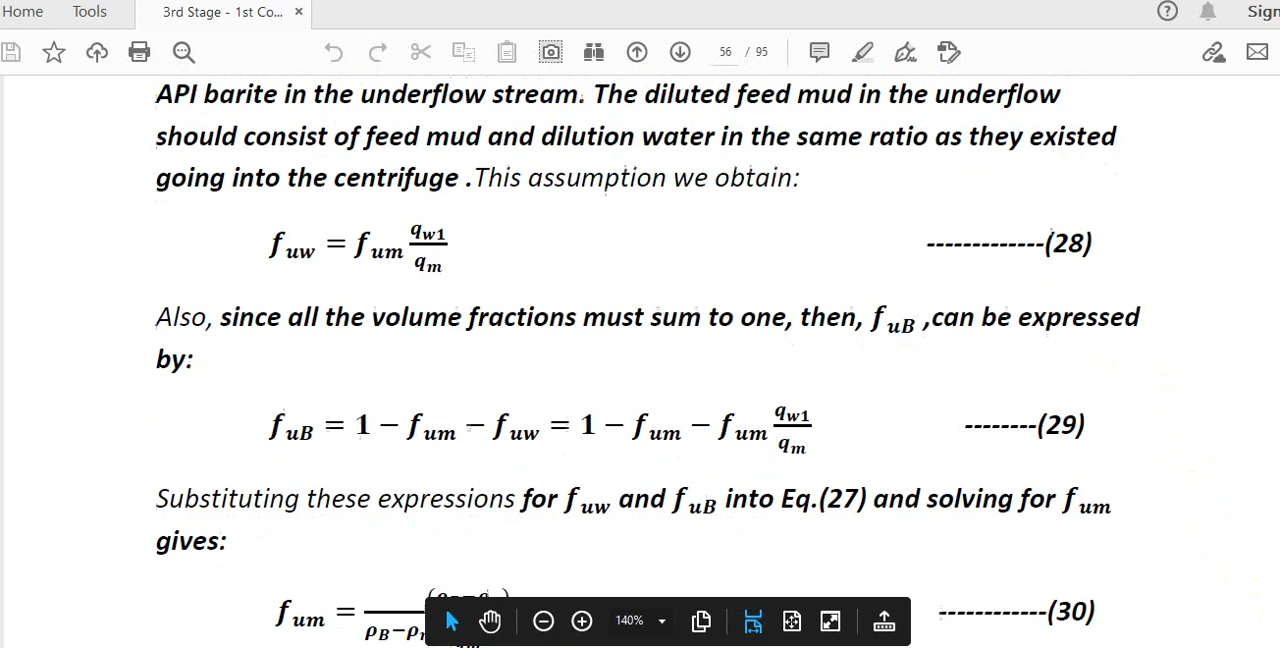 Home Tools 3rd Stage - 1st Co... × Sign
56 / 95
API barite in the underflow stream. The diluted feed mud in the underflow
should consist of feed mud and dilution water in the same ratio as they existed
going into the centrifuge .This assumption we obtain:
f_uw = f_um q_w1/q_m -------------(28)
Also, since all the volume fractions must sum to one, then, f_uB ,can be expressed
by:
f_uB = 1 − f_um − f_uw = 1 − f_um − f_um q_w1/q_m --------(29)
Substituting these expressions for f_uw and f_uB into Eq.(27) and solving for f_um
gives:
f_um = ------------(30)
ρ_B−ρ
140%